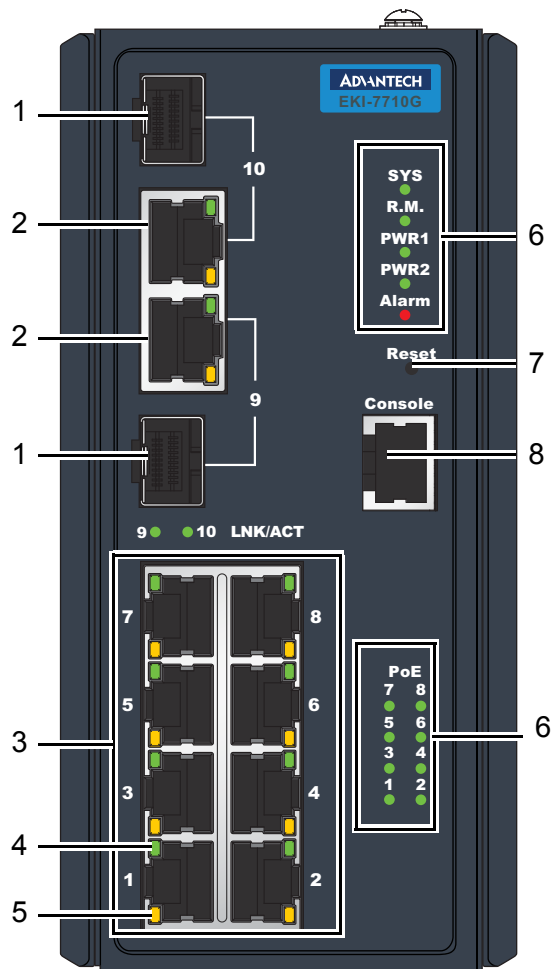 ADVANTECH
EKI-7710G
1
10
SYS
R.M.
PWR1
PWR2
Alarm
6
2
2
Reset
7
9
Console
1
8
9 10 LNK/ACT
7 8
5 6
3
3 4
4
1 2
5
PoE
7 8
5 6
3 4
1 2
6